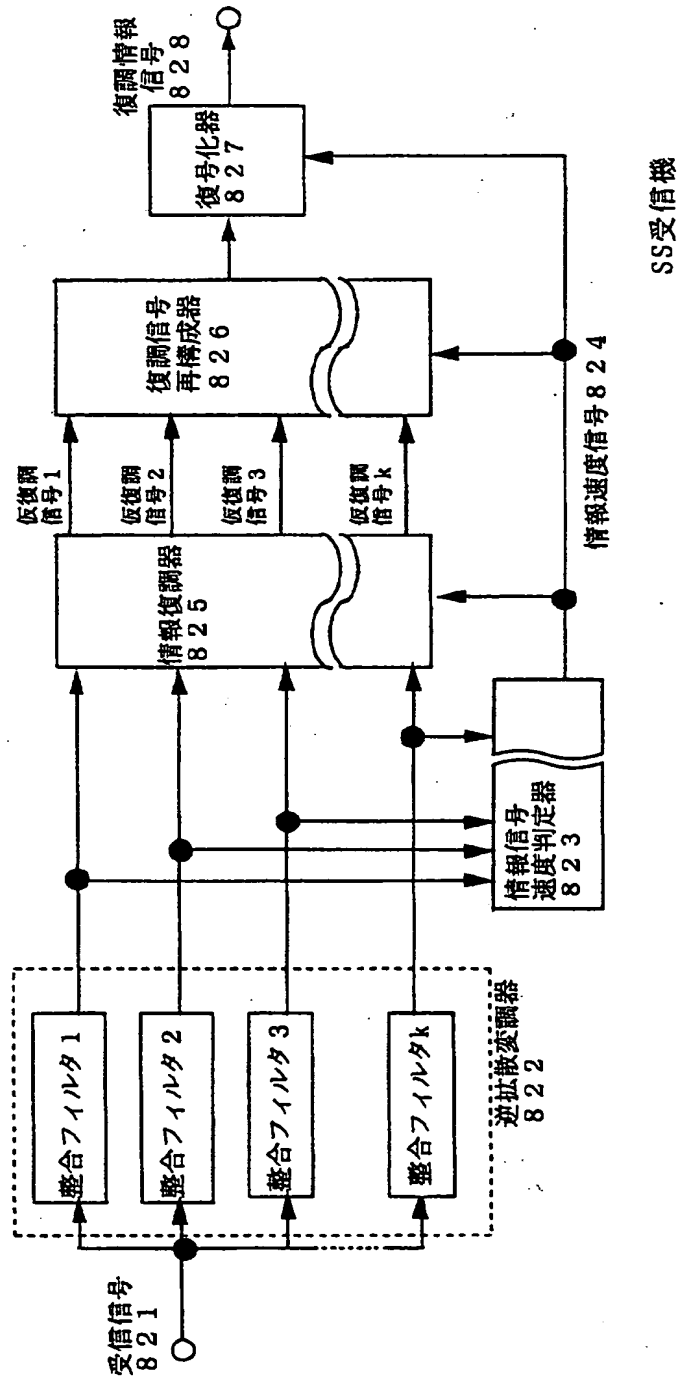 受信信号
821
整合フィルタ1
整合フィルタ2
整合フィルタ3
整合フィルタk
逆拡散変調器
822
情報信号
速度判定器
823
情報速度信号824
情報復調器
825
仮復調
信号1
仮復調
信号2
仮復調
信号3
仮復調
信号k
復調信号
再構成器
826
復号化器
827
復調情報
信号
828
SS受信機